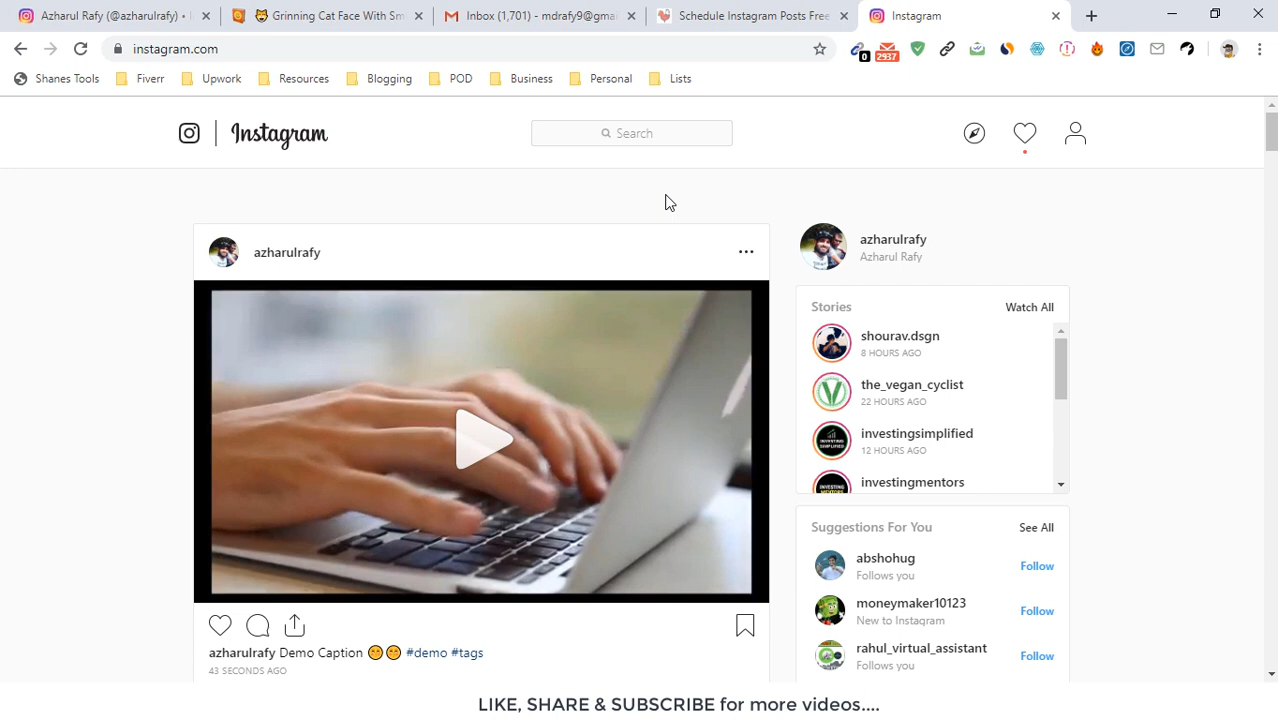 Instagram Rafy (@azharulrafy) •
Grinning Cat Face With Sm
Inbox (1,701) - mdrafy9@gma
Schedule Instagram Posts Free
Instagram
instagram.com
0
2937
Shanes Tools
Fiverr
Upwork
Resources
Blogging
POD
Business
Personal
Lists
Instagram
Search
azharulrafy
azharulrafy
Azharul Rafy
Stories
Watch All
shourav.dsgn
8 HOURS AGO
the_vegan_cyclist
22 HOURS AGO
investingsimplified
12 HOURS AGO
investingmentors
Suggestions For You
See All
abshohug
Follows you
Follow
moneymaker10123
New to Instagram
Follow
rahul_virtual_assistant
Follows you
Follow
azharulrafy Demo Caption 😊😊 #demo #tags
43 SECONDS AGO
LIKE, SHARE & SUBSCRIBE for more videos....